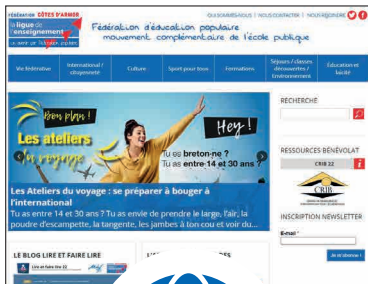 FÉDÉRATION CÔTES D'ARMOR
la ligue de
l'enseignement
un avenir par l'éducation populaire
QUI SOMMES-NOUS | NOUS CONTACTER | NOUS REJOINDRE
Fédération d'éducation populaire
mouvement complémentaire de l'école publique
Vie fédérative
International / citoyenneté
Culture
Sport pour tous
Formations
Séjours / classes découvertes / Environnement
Éducation et laïcité
Bon plan !
Les ateliers
du voyage
Hey !
Tu es breton·ne ?
Tu as entre 14 et 30 ans ?
Les Ateliers du voyage : se préparer à bouger à
l'international
Tu as entre 14 et 30 ans ? Tu as envie de prendre le large, l'air, la
poudre d'escampette, la tangente, les jambes à ton cou et voir du...
RECHERCHE
RESSOURCES BÉNÉVOLAT
CRIB 22
CRIB
INSCRIPTION NEWSLETTER
E-mail *
Je m'abonne !
LE BLOG LIRE ET FAIRE LIRE
Lire et faire lire 22